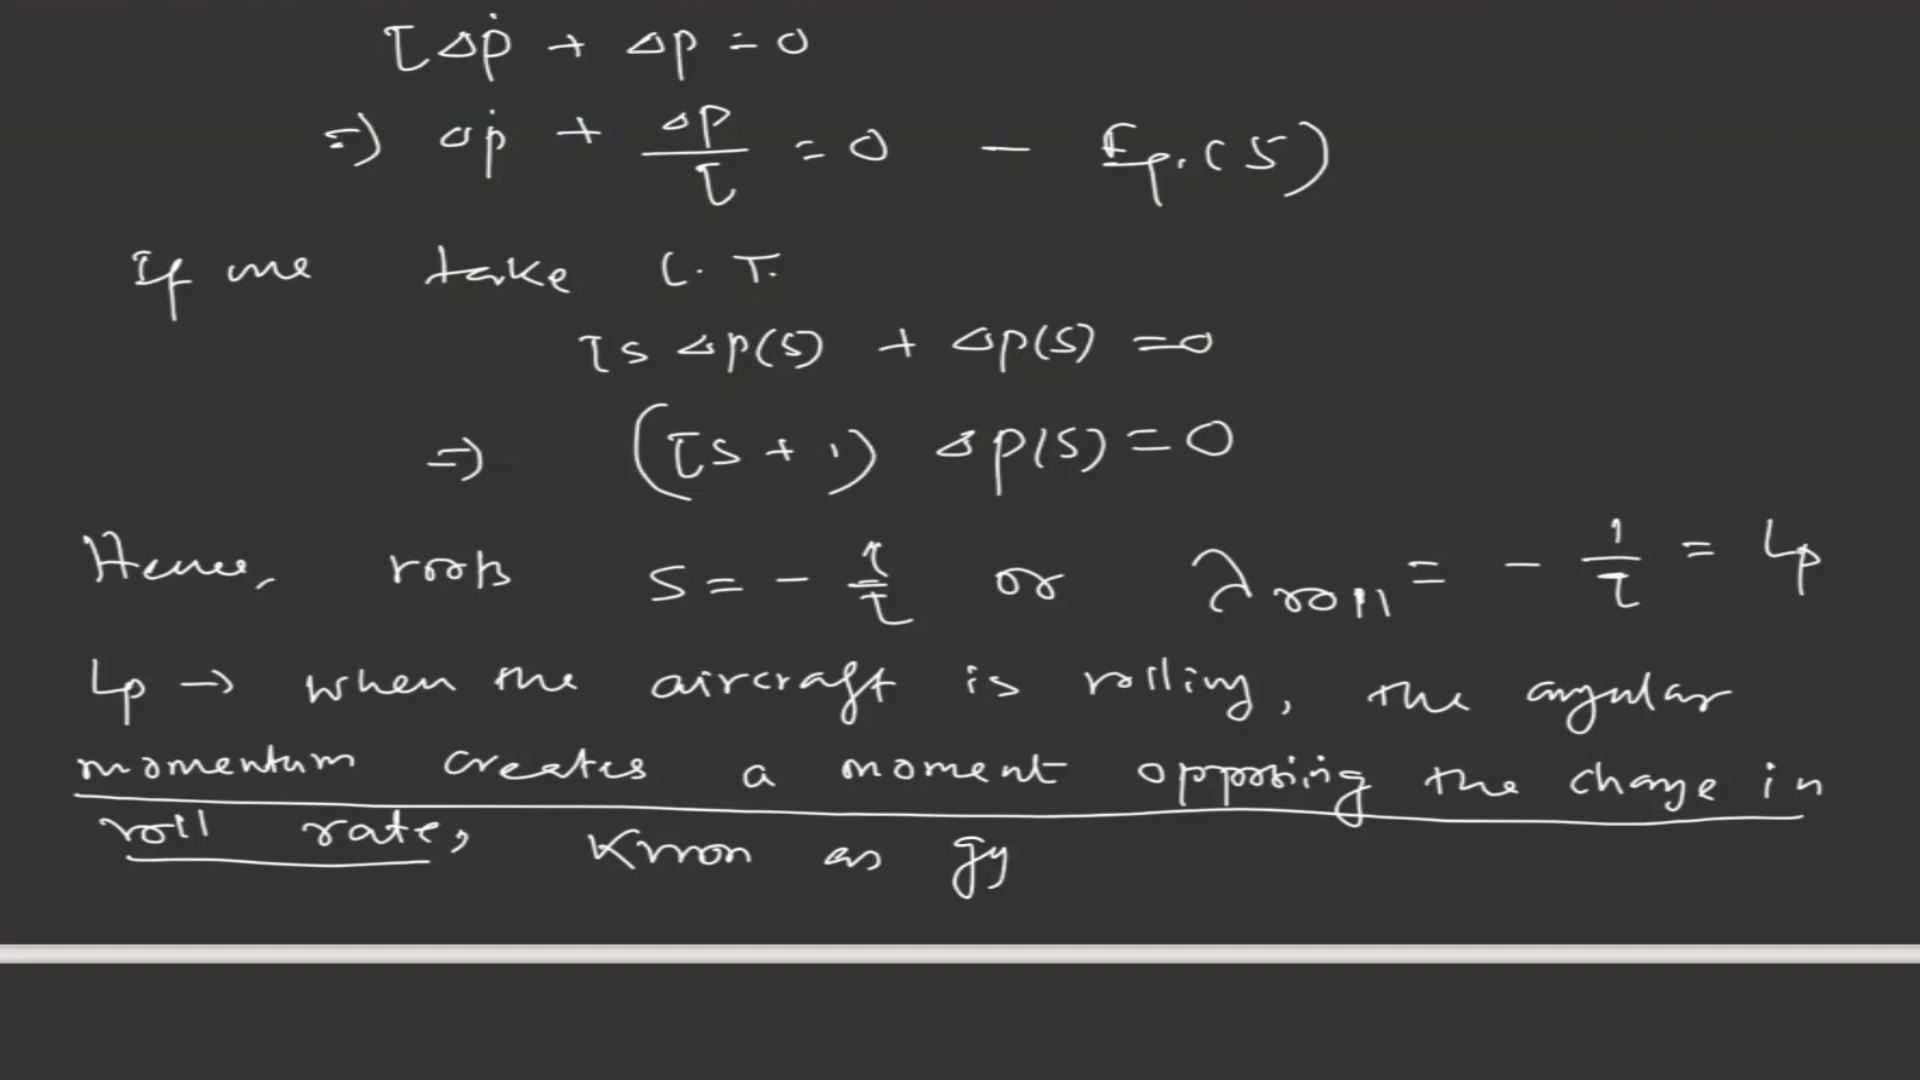 τΔṗ + Δp = 0
⇒ Δṗ + Δp/τ = 0 — Eq. (5)
If we take L.T.
τs Δp(s) + Δp(s) = 0
⇒ (τs + 1) Δp(s) = 0
Hence, roots s = - 1/τ or λroll = - 1/τ = Lp
Lp → when the aircraft is rolling, the angular
momentum creates a moment opposing the change in
roll rate, known as gy